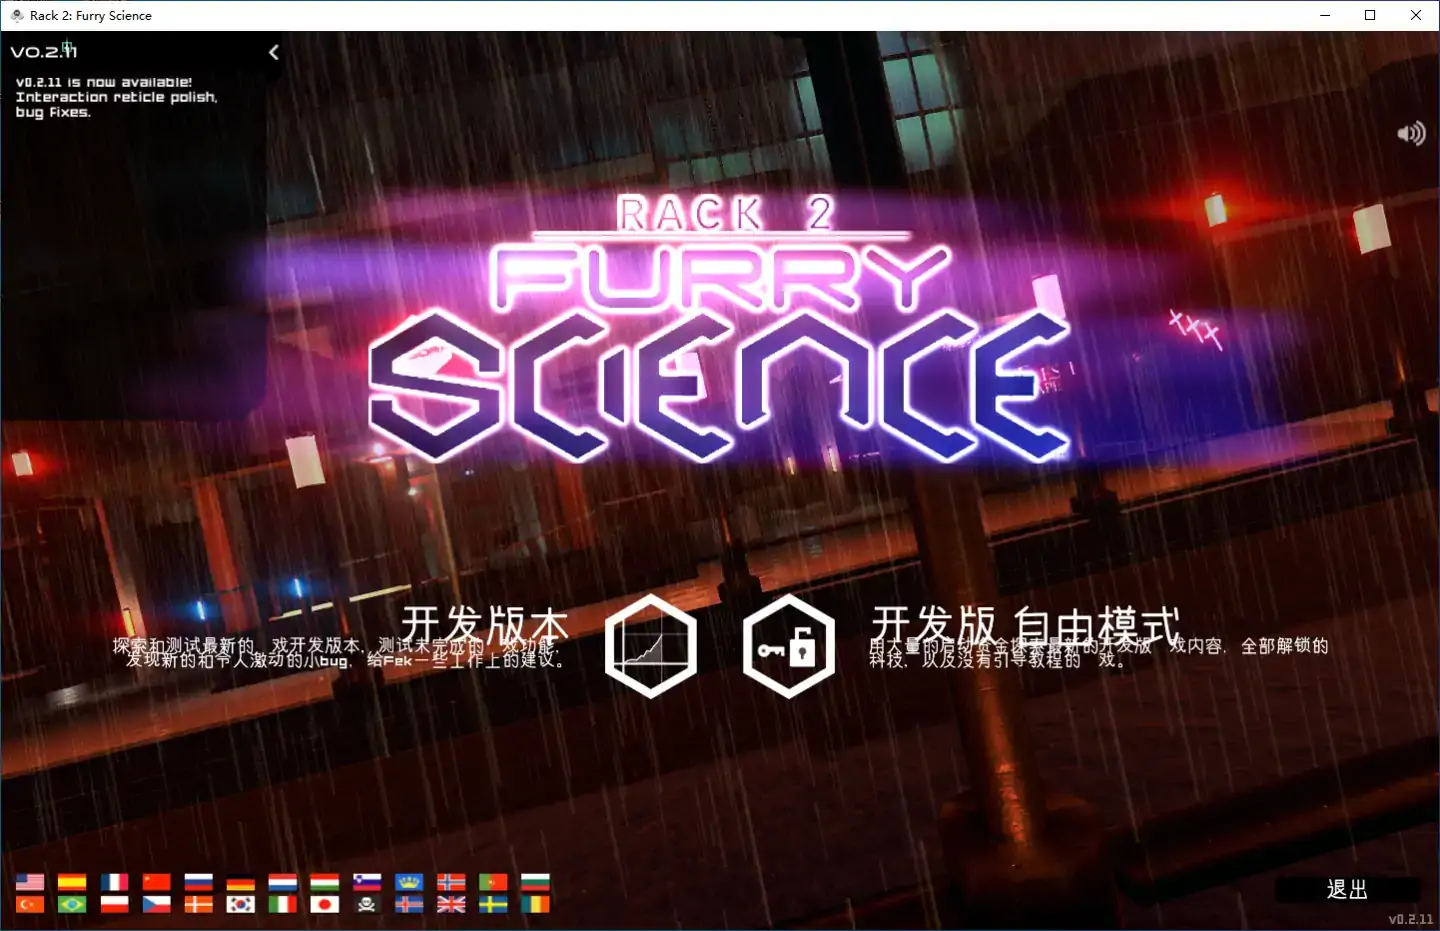 Rack 2: Furry Science
v0.2.11
v0.2.11 is now available!
Interaction reticle polish,
bug fixes.
RACK 2
FURRY
SCIENCE
开发版本
探索和测试最新的 戏开发版本，测试未完成的 戏功能，
发现新的和令人激动的小bug，给Fek一些工作上的建议。
开发版 自由模式
用大量的启动资金探索最新的开发版 戏内容，全部解锁的
科技，以及没有引导教程的 戏。
退出
v0.2.11